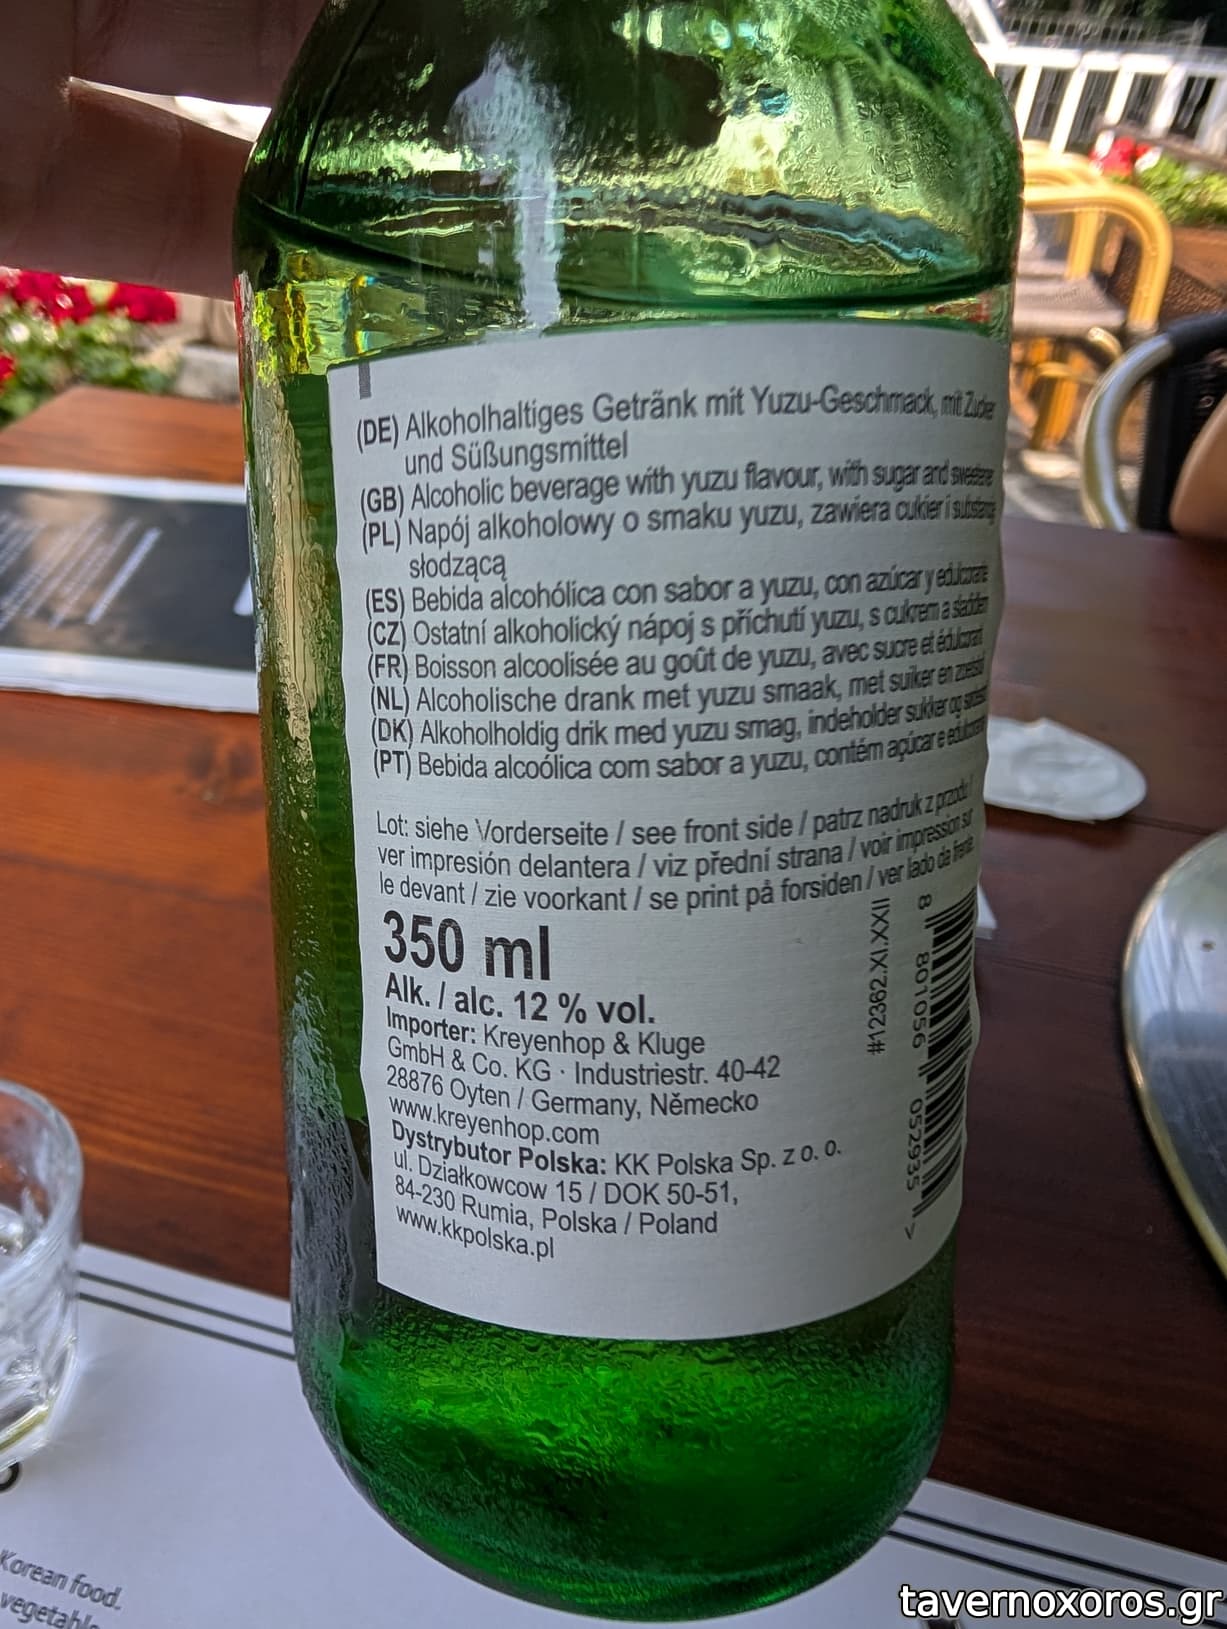 (DE) Alkoholhaltiges Getränk mit Yuzu-Geschmack, mit Zucker
und Süßungsmittel
(GB) Alcoholic beverage with yuzu flavour, with sugar and
(PL) Napój alkoholowy o smaku yuzu, zawiera cukier i
słodzącą
(ES) Bebida alcohólica con sabor a yuzu, con azúcar y
(CZ) Ostatní alkoholický nápoj s příchutí yuzu, s cukrem a
(FR) Boisson alcoolisée au goût de yuzu, avec sucre et
(NL) Alcoholische drank met yuzu smaak, met suiker en
(DK) Alkoholholdig drik med yuzu smag, indeholder sukker og
(PT) Bebida alcoólica com sabor a yuzu, contém açúcar e
Lot: siehe Vorderseite / see front side / patrz nadruk z przodu /
ver impresión delantera / viz přední strana / voir impression sur
le devant / zie voorkant / se print på forsiden / ver lado da
350 ml
Alk. / alc. 12 % vol.
Importer: Kreyenhop & Kluge
GmbH & Co. KG · Industriestr. 40-42
28876 Oyten / Germany, Německo
www.kreyenhop.com
Dystrybutor Polska: KK Polska Sp. z o. o.
ul. Działkowcow 15 / DOK 50-51,
84-230 Rumia, Polska / Poland
www.kkpolska.pl
#12362.XI.XXII
8 801056 052935 >
Korean food.
tavernoxoros.gr